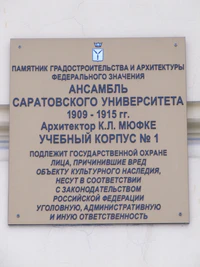 ПАМЯТНИК ГРАДОСТРОИТЕЛЬСТВА И АРХИТЕКТУРЫ
ФЕДЕРАЛЬНОГО ЗНАЧЕНИЯ
АНСАМБЛЬ
САРАТОВСКОГО УНИВЕРСИТЕТА
1909 - 1915 гг.
Архитектор К.Л. МЮФКЕ
УЧЕБНЫЙ КОРПУС № 1
ПОДЛЕЖИТ ГОСУДАРСТВЕННОЙ ОХРАНЕ
ЛИЦА, ПРИЧИНИВШИЕ ВРЕД
ОБЪЕКТУ КУЛЬТУРНОГО НАСЛЕДИЯ,
НЕСУТ В СООТВЕТСТВИИ
С ЗАКОНОДАТЕЛЬСТВОМ
РОССИЙСКОЙ ФЕДЕРАЦИИ
УГОЛОВНУЮ, АДМИНИСТРАТИВНУЮ
И ИНУЮ ОТВЕТСТВЕННОСТЬ